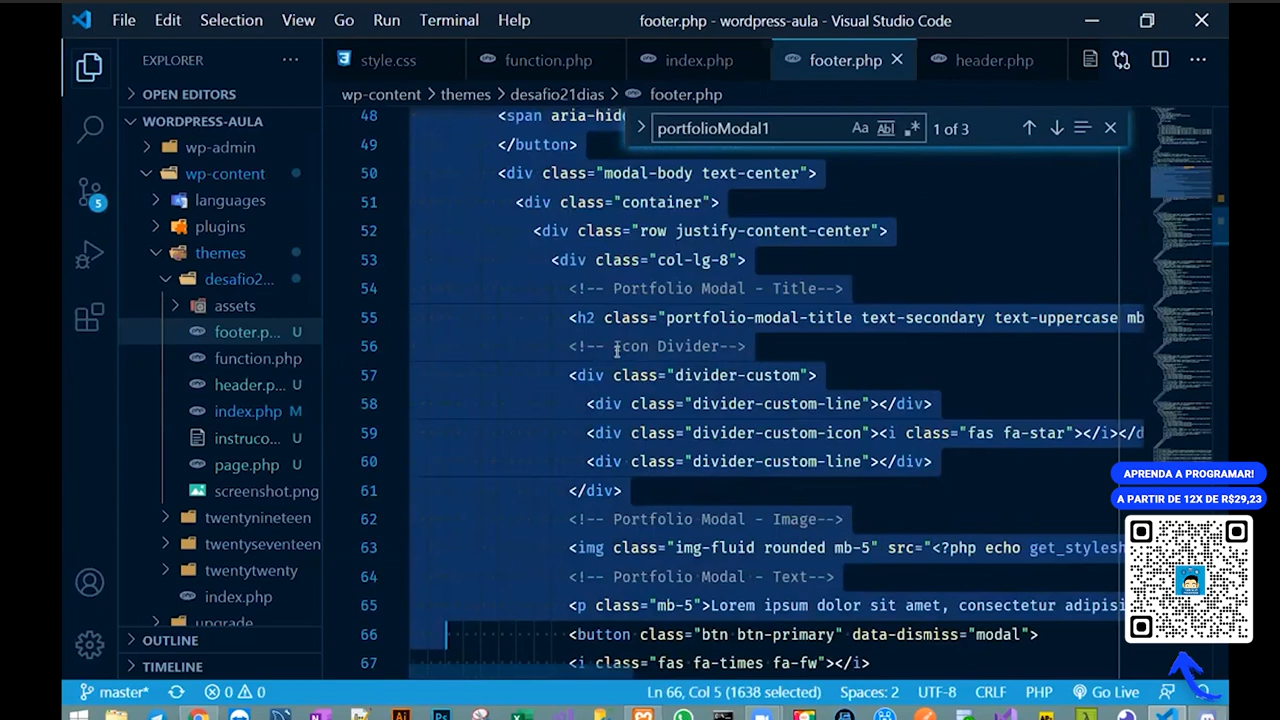 File Edit Selection View Go Run Terminal Help footer.php - wordpress-aula - Visual Studio Code
EXPLORER
style.css function.php index.php footer.php header.php
OPEN EDITORS
WORDPRESS-AULA
wp-admin
wp-content
languages
5
plugins
themes
desafio2...
assets
footer.p... U
function.php
header.p... U
index.php M
instruco... U
page.php U
screenshot.png
twentynineteen
twentyseventeen
twentytwenty
index.php
upgrade
OUTLINE
TIMELINE
wp-content > themes > desafio21dias > footer.php
portfolioModal1 Aa Abl .* 1 of 3
48 <span aria-hid
49 </button>
50 <div class="modal-body text-center">
51 <div class="container">
52 <div class="row justify-content-center">
53 <div class="col-lg-8">
54 <!-- Portfolio Modal - Title-->
55 <h2 class="portfolio-modal-title text-scondary text-uppercase mb
56 <!-- Icon Divider-->
57 <div class="divider-custom">
58 <div class="divider-custom-line"></div>
59 <div class="divider-custom-icon"><i class="fas fa-star"></i></d
60 <div class="divider-custom-line"></div>
61 </div>
62 <!-- Portfolio Modal - Image-->
63 <img class="img-fluid rounded mb-5" src="<?php echo get_stylesh
64 <!-- Portfolio Modal - Text-->
65 <p class="mb-5">Lorem ipsum dolor sit amet, consectetur adipisi
66 <button class="btn btn-primary" data-dismiss="modal">
67 <i class="fas fa-times fa-fw"></i>
APRENDA A PROGRAMAR!
A PARTIR DE 12X DE R$29,23
master* 0 0 Ln 66, Col 5 (1638 selected) Spaces: 2 UTF-8 CRLF PHP Go Live